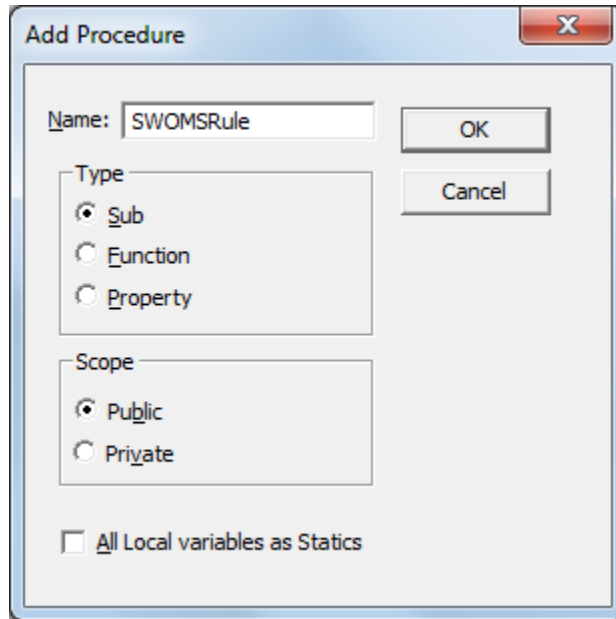 Add Procedure
Name: SWOMSRule
OK
Cancel
Type
Sub
Function
Property
Scope
Public
Private
All Local variables as Statics